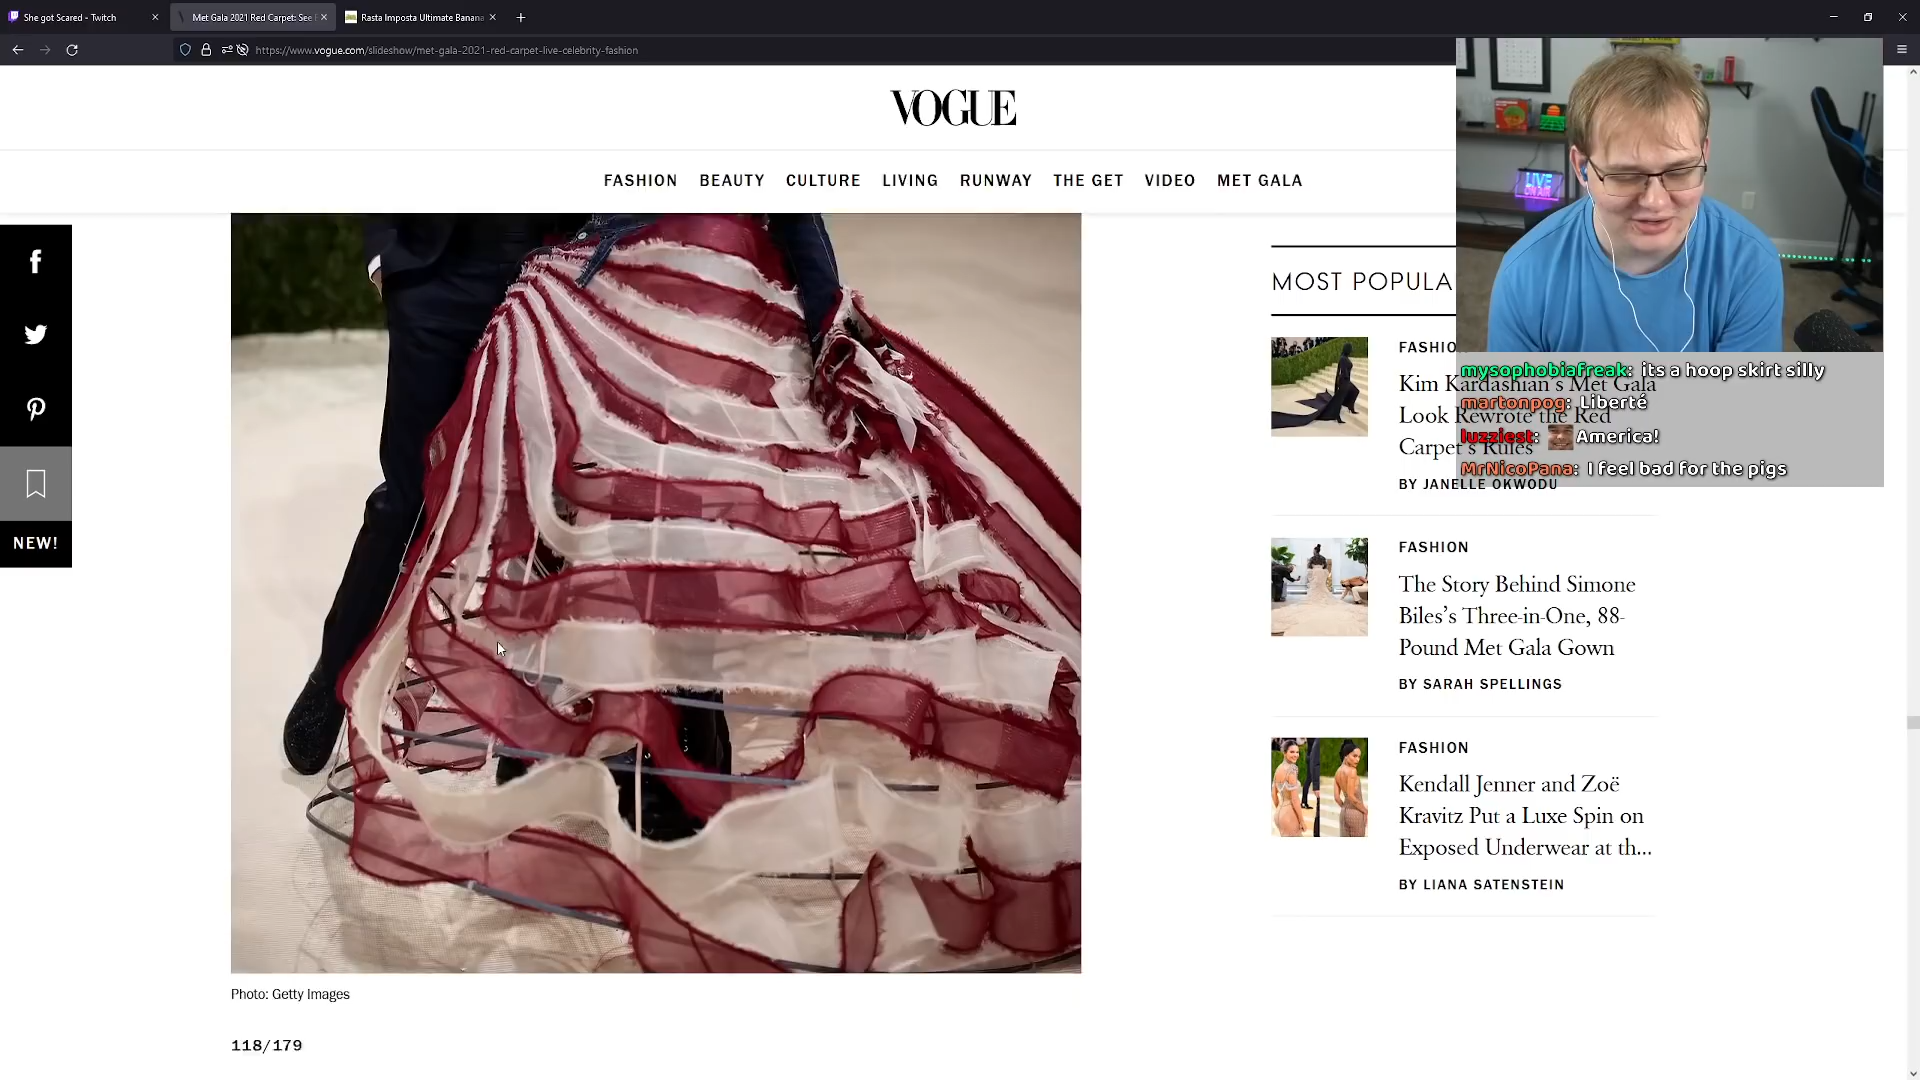 She got Scared - Twitch
Met Gala 2021 Red Carpet: See
Rasta Imposta Ultimate Banana
https://www.vogue.com/slideshow/met-gala-2021-red-carpet-live-celebrity-fashion
VOGUE
FASHION BEAUTY CULTURE LIVING RUNWAY THE GET VIDEO MET GALA
NEW!
Photo: Getty Images
118/179
MOST POPULA
FASHIO
Kim Kardashian's Met Gala
Look Rewrote the Red
Carpet's Rules
BY JANELLE OKWODU
FASHION
The Story Behind Simone
Biles's Three-in-One, 88-
Pound Met Gala Gown
BY SARAH SPELLINGS
FASHION
Kendall Jenner and Zoë
Kravitz Put a Luxe Spin on
Exposed Underwear at th...
BY LIANA SATENSTEIN
LIVE
ON AIR
mysophobiafreak: its a hoop skirt silly
martonpog: Liberté
luzziest: America!
MrNicoPana: I feel bad for the pigs